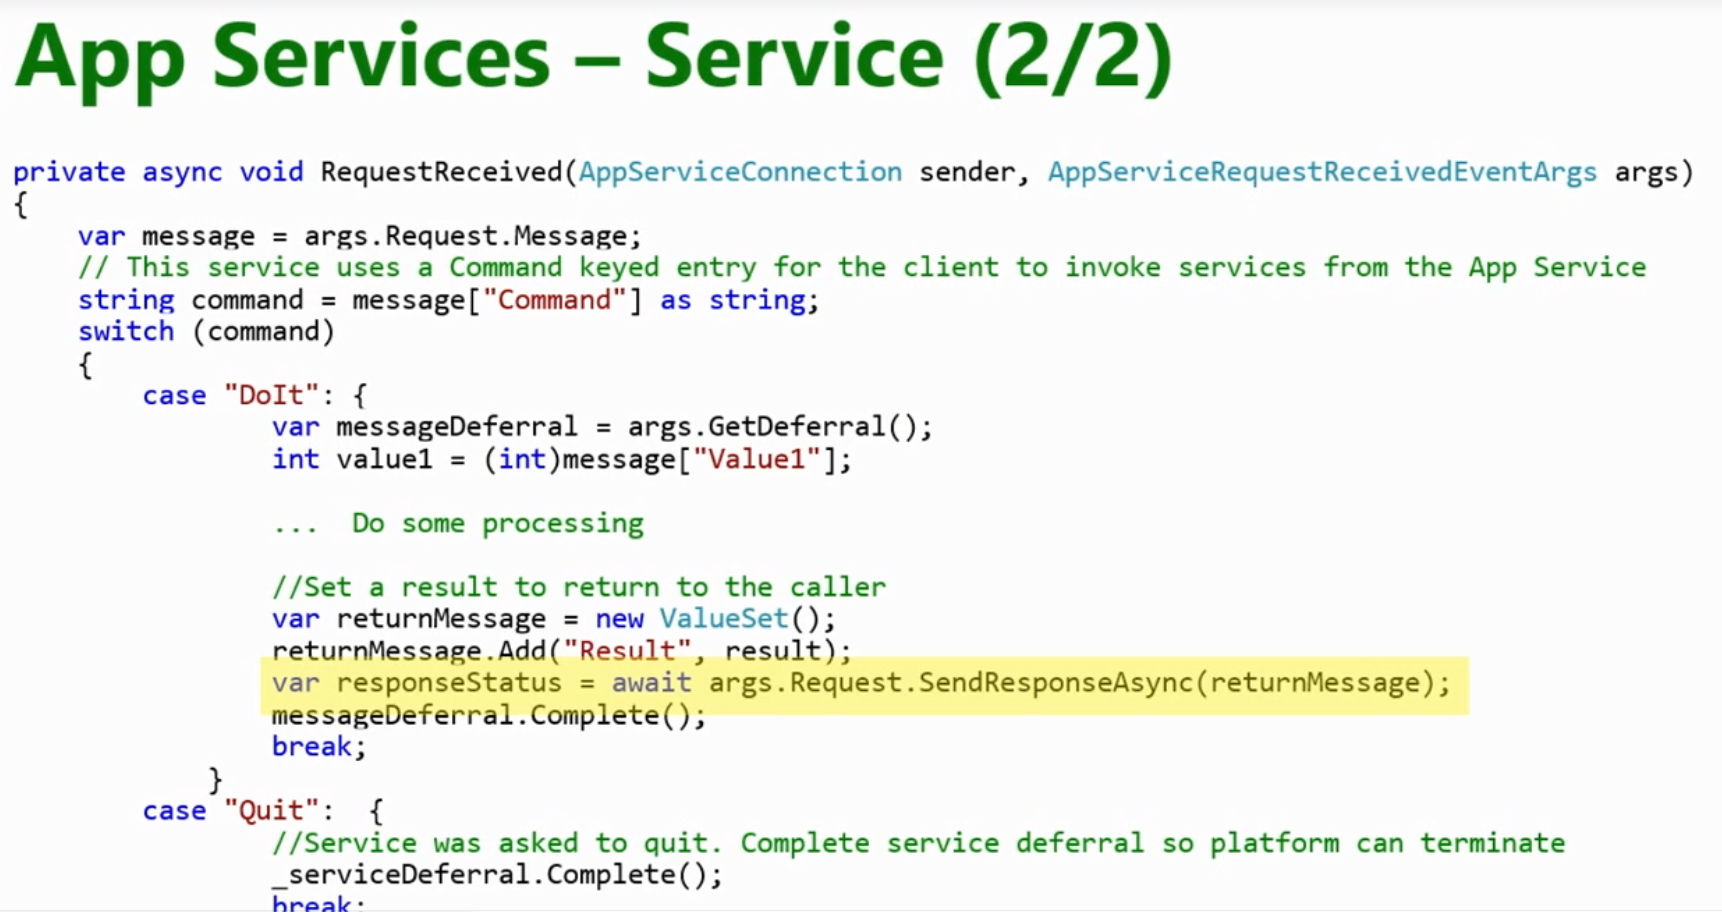 App Services – Service (2/2)
private async void RequestReceived(AppServiceConnection sender, AppServiceRequestReceivedEventArgs args)
{
var message = args.Request.Message;
// This service uses a Command keyed entry for the client to invoke services from the App Service
string command = message["Command"] as string;
switch (command)
{
case "DoIt": {
var messageDeferral = args.GetDeferral();
int value1 = (int)message["Value1"];
... Do some processing
//Set a result to return to the caller
var returnMessage = new ValueSet();
returnMessage.Add("Result", result);
var responseStatus = await args.Request.SendResponseAsync(returnMessage);
messageDeferral.Complete();
break;
}
case "Quit": {
//Service was asked to quit. Complete service deferral so platform can terminate
_serviceDeferral.Complete();
break;